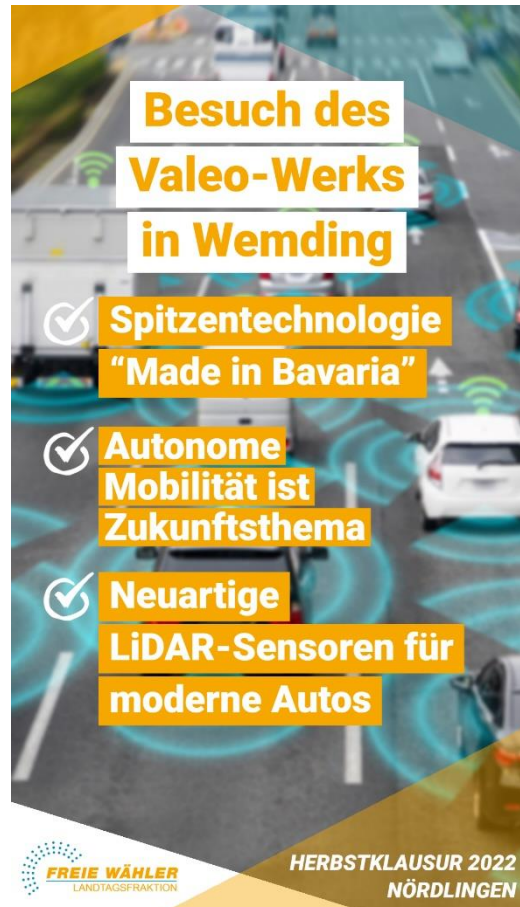 Besuch des
Valeo-Werks
in Wemding
Spitzentechnologie
“Made in Bavaria”
Autonome
Mobilität ist
Zukunftsthema
Neuartige
LiDAR-Sensoren für
moderne Autos
FREIE WÄHLER
LANDTAGSFRAKTION
HERBSTKLAUSUR 2022
NÖRDLINGEN